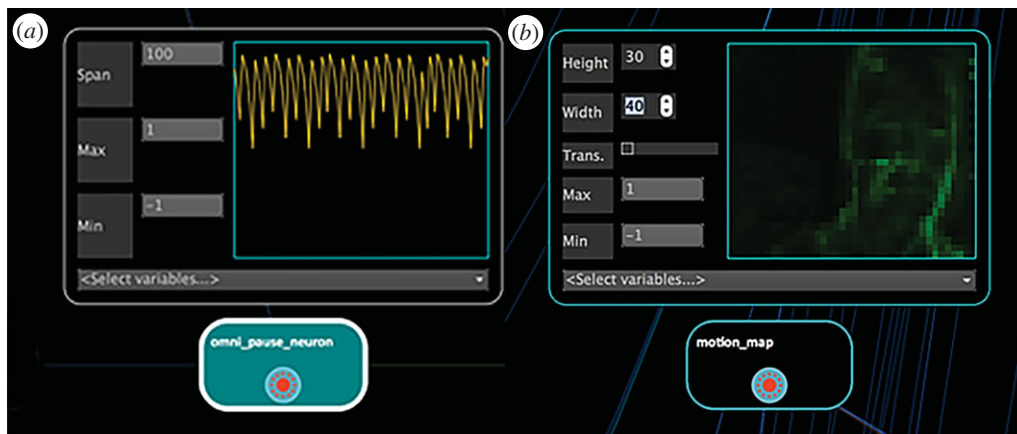 (a)
Span
100
Max
1
Min
−1
<Select variables...>
omni_pause_neuron
(b)
Height
30
Width
40
Trans.
Max
1
Min
−1
<Select variables...>
motion_map